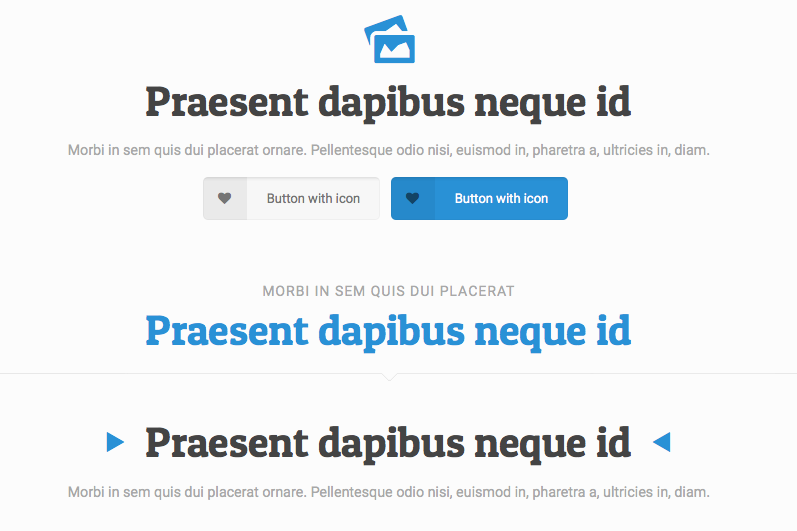 Praesent dapibus neque id
Morbi in sem quis dui placerat ornare. Pellentesque odio nisi, euismod in, pharetra a, ultricies in, diam.
Button with icon
Button with icon
MORBI IN SEM QUIS DUI PLACERAT
Praesent dapibus neque id
Praesent dapibus neque id
Morbi in sem quis dui placerat ornare. Pellentesque odio nisi, euismod in, pharetra a, ultricies in, diam.